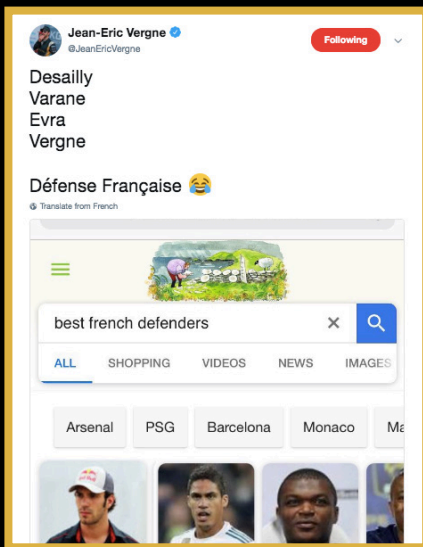 Jean-Eric Vergne
@JeanEricVergne
Following
Desailly
Varane
Evra
Vergne
Défense Française 😂
Translate from French
best french defenders
ALL SHOPPING VIDEOS NEWS IMAGES
Arsenal PSG Barcelona Monaco Ma